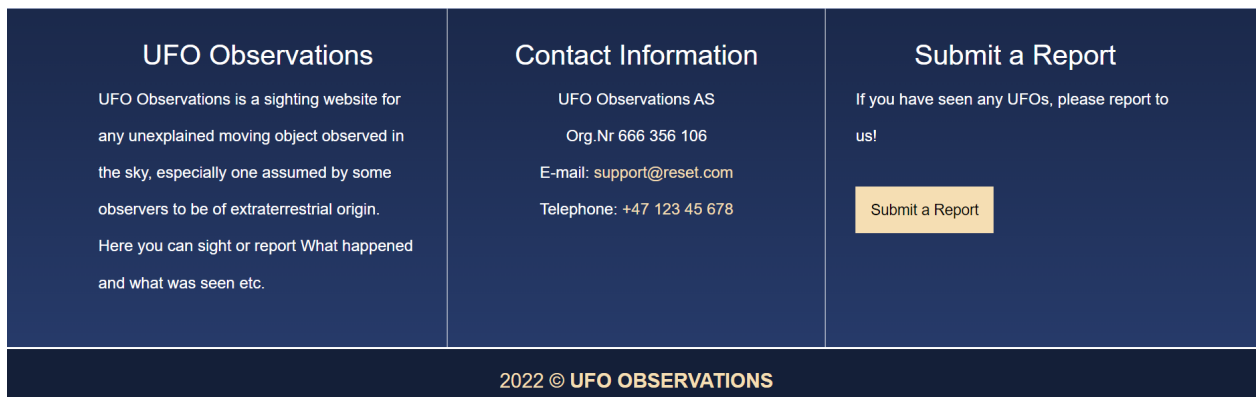 UFO Observations
UFO Observations is a sighting website for
any unexplained moving object observed in
the sky, especially one assumed by some
observers to be of extraterrestrial origin.
Here you can sight or report What happened
and what was seen etc.
Contact Information
UFO Observations AS
Org.Nr 666 356 106
E-mail: support@reset.com
Telephone: +47 123 45 678
Submit a Report
If you have seen any UFOs, please report to
us!
Submit a Report
2022 © UFO OBSERVATIONS